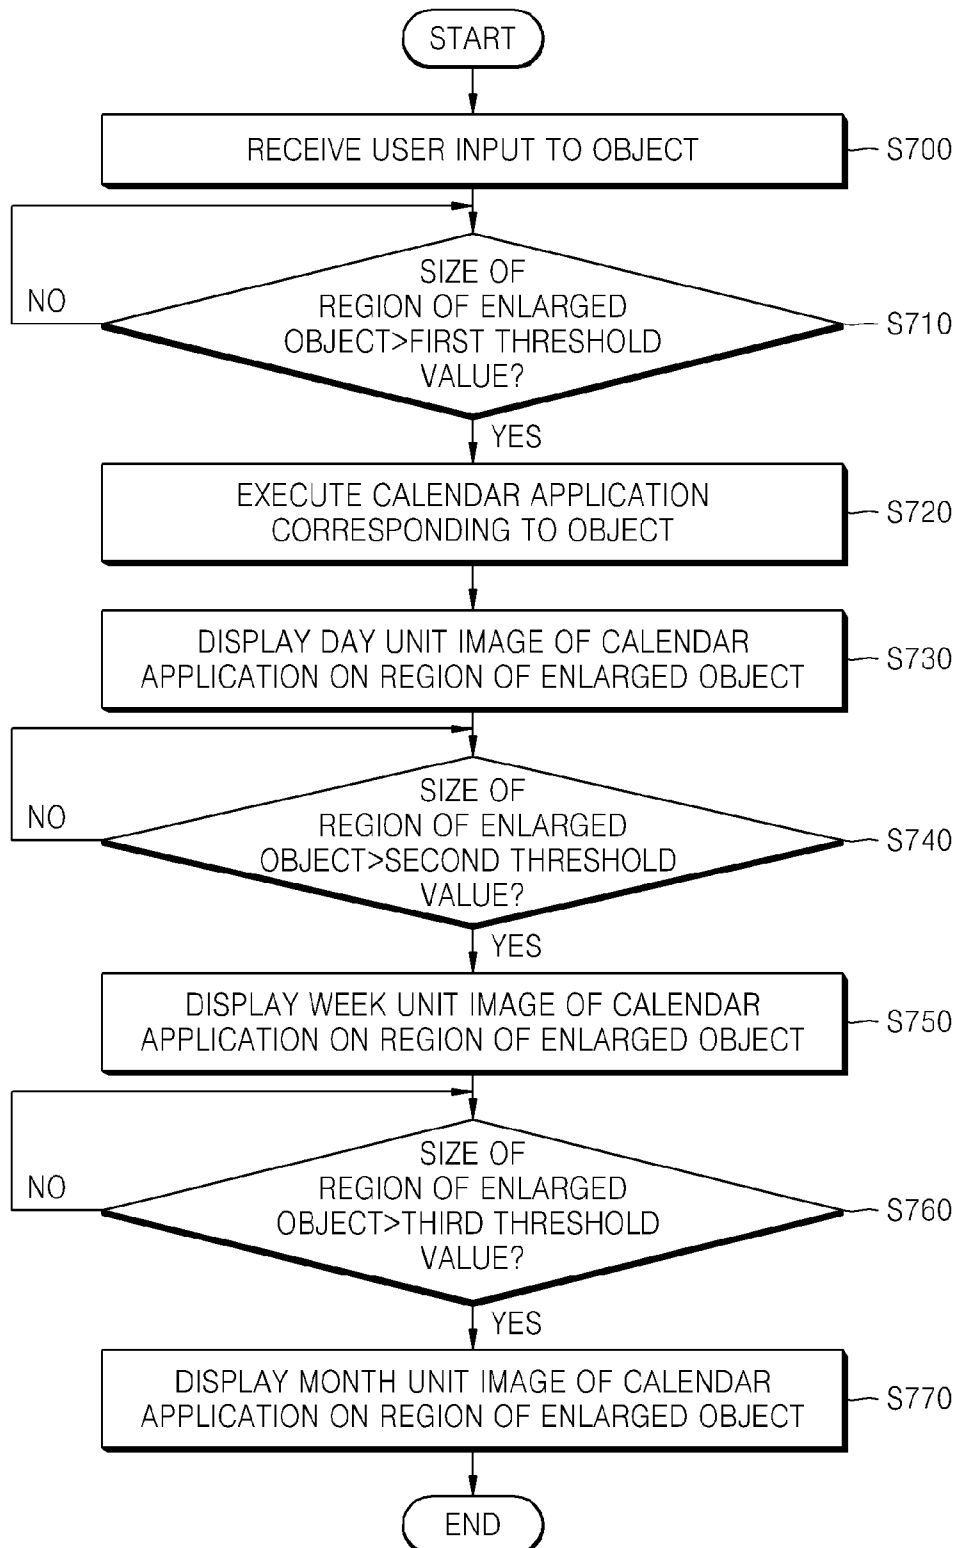 START
RECEIVE USER INPUT TO OBJECT
S700
SIZE OF
REGION OF ENLARGED
OBJECT>FIRST THRESHOLD
VALUE?
NO
S710
YES
EXECUTE CALENDAR APPLICATION
CORRESPONDING TO OBJECT
S720
DISPLAY DAY UNIT IMAGE OF CALENDAR
APPLICATION ON REGION OF ENLARGED OBJECT
S730
SIZE OF
REGION OF ENLARGED
OBJECT>SECOND THRESHOLD
VALUE?
NO
S740
YES
DISPLAY WEEK UNIT IMAGE OF CALENDAR
APPLICATION ON REGION OF ENLARGED OBJECT
S750
SIZE OF
REGION OF ENLARGED
OBJECT>THIRD THRESHOLD
VALUE?
NO
S760
YES
DISPLAY MONTH UNIT IMAGE OF CALENDAR
APPLICATION ON REGION OF ENLARGED OBJECT
S770
END